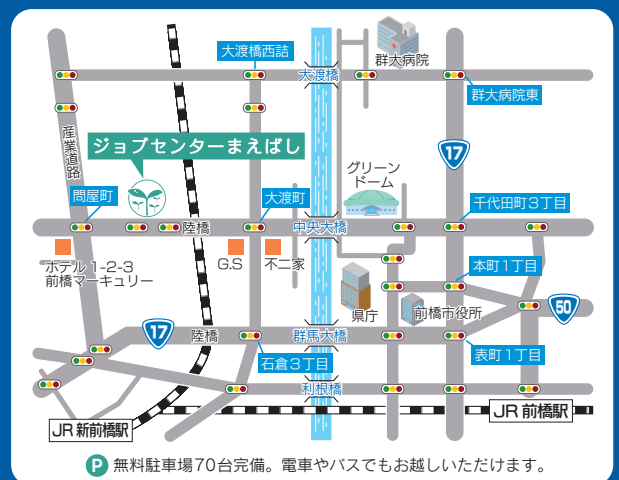 大渡橋西詰
群大病院
大渡橋
群大病院東
産業道路
ジョブセンターまえばし
17
グリーン
ドーム
問屋町
大渡町
千代田町3丁目
陸橋
中央大橋
ホテル1-2-3
前橋マーキュリー
G.S
不二家
本町1丁目
県庁
前橋市役所
50
17
陸橋
群馬大橋
石倉3丁目
表町1丁目
利根橋
JR 前橋駅
JR 新前橋駅
P 無料駐車場70台完備。電車やバスでもお越しいただけます。